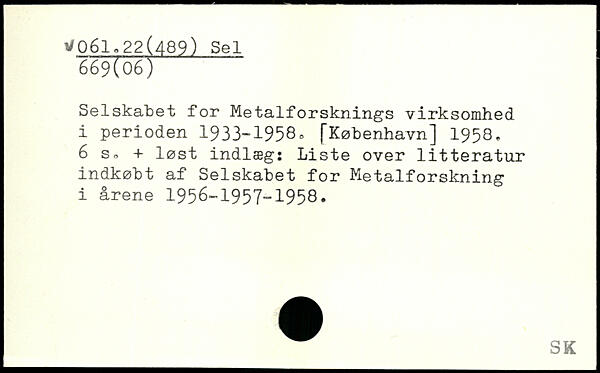 √061.22(489) Sel
669(06)
Selskabet for Metalforsknings virksomhed
i perioden 1933-1958. [København] 1958.
6 s. + løst indlæg: Liste over litteratur
indkøbt af Selskabet for Metalforskning
i årene 1956-1957-1958.
SK